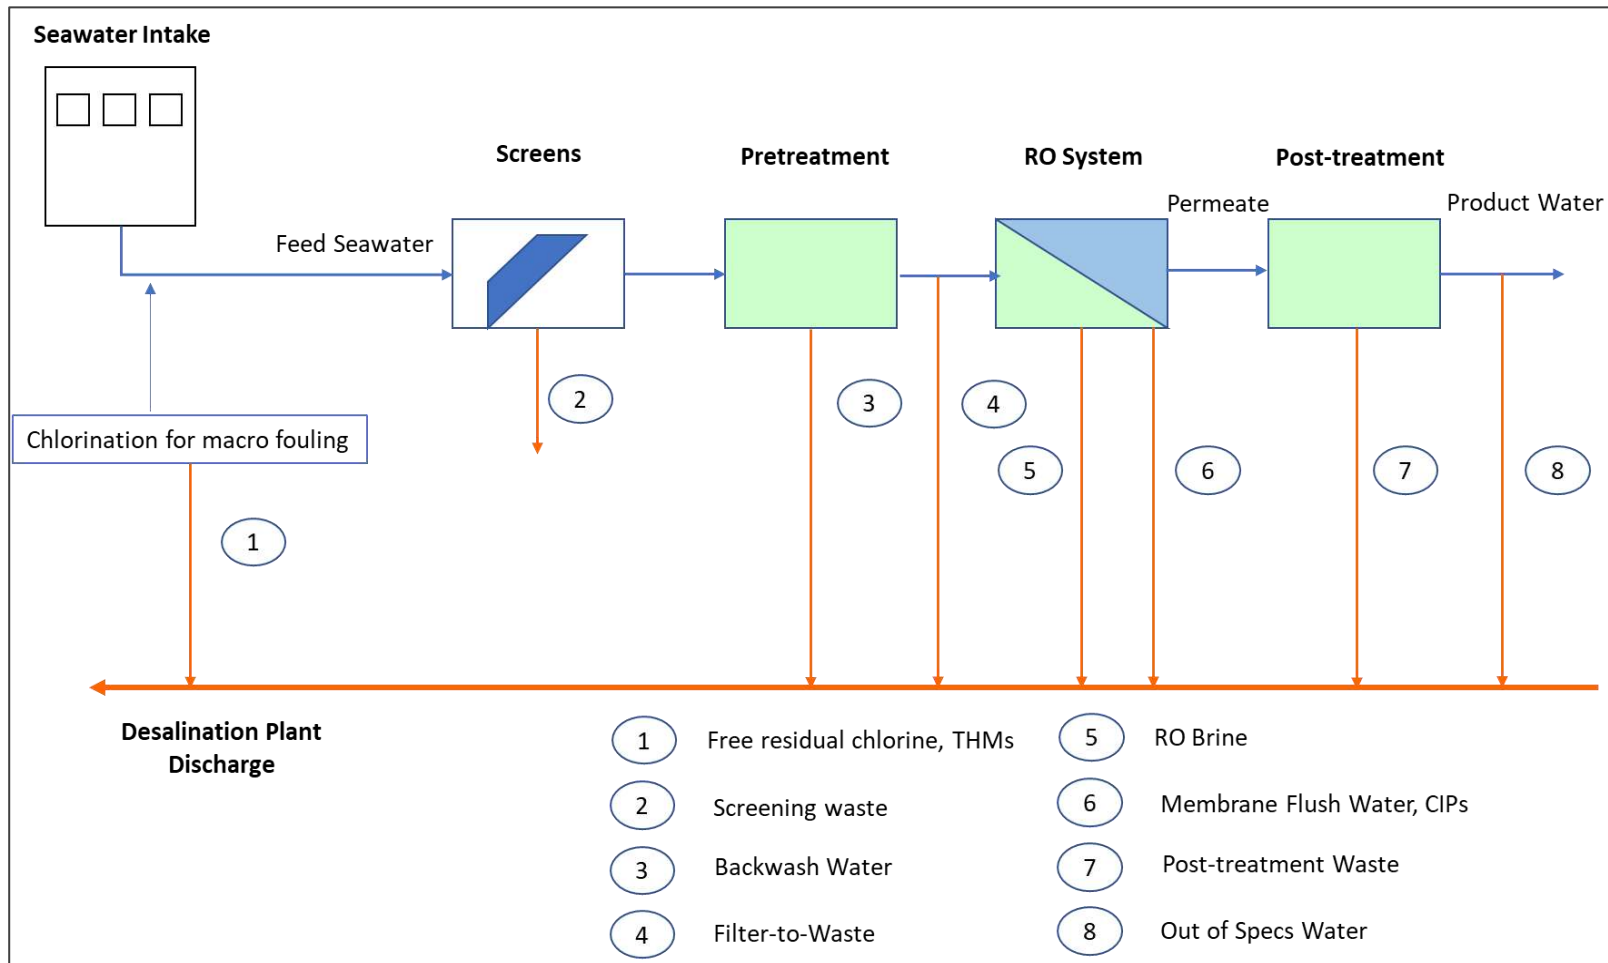 Seawater Intake
Screens
Pretreatment
RO System
Post-treatment
Feed Seawater
Permeate
Product Water
Chlorination for macro fouling
1
2
3
4
5
6
7
8
Desalination Plant
Discharge
1 Free residual chlorine, THMs
2 Screening waste
3 Backwash Water
4 Filter-to-Waste
5 RO Brine
6 Membrane Flush Water, CIPs
7 Post-treatment Waste
8 Out of Specs Water